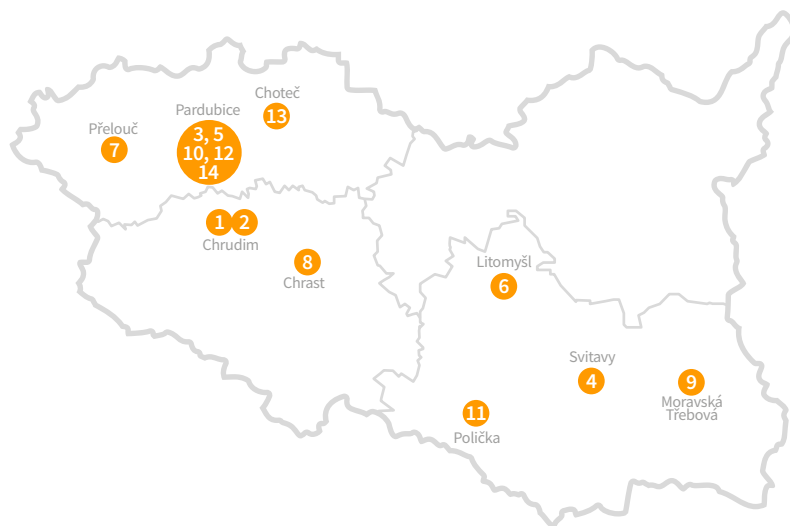 Choteč
13
Pardubice
3, 5
10, 12
14
Přelouč
7
1 2
Chrudim
8
Chrast
Litomyšl
6
Svitavy
4
9
Moravská
Třebová
11
Polička